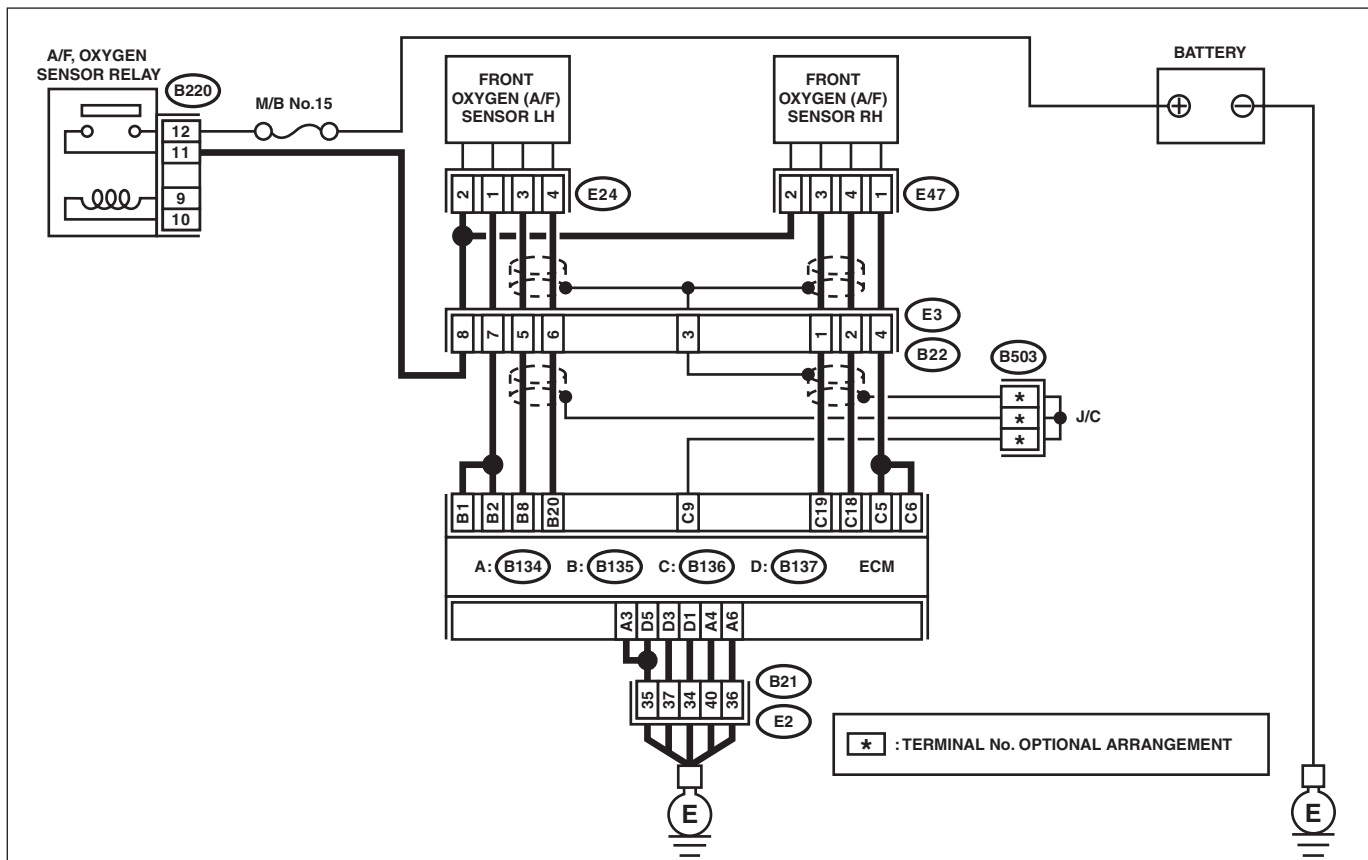 A/F, OXYGEN
SENSOR RELAY
B220
M/B No.15
FRONT
OXYGEN (A/F)
SENSOR LH
FRONT
OXYGEN (A/F)
SENSOR RH
BATTERY
12
11
9
10
2 1 3 4
E24
2 3 4 1
E47
8 7 5 6 3 1 2 4
E3
B22
B503
*
*
*
J/C
B1 B2 B8 B20 C9 C19 C18 C5 C6
A: B134 B: B135 C: B136 D: B137 ECM
A3 D5 D3 D1 A4 A6
35 37 34 40 36
B21
E2
* : TERMINAL No. OPTIONAL ARRANGEMENT
E
E